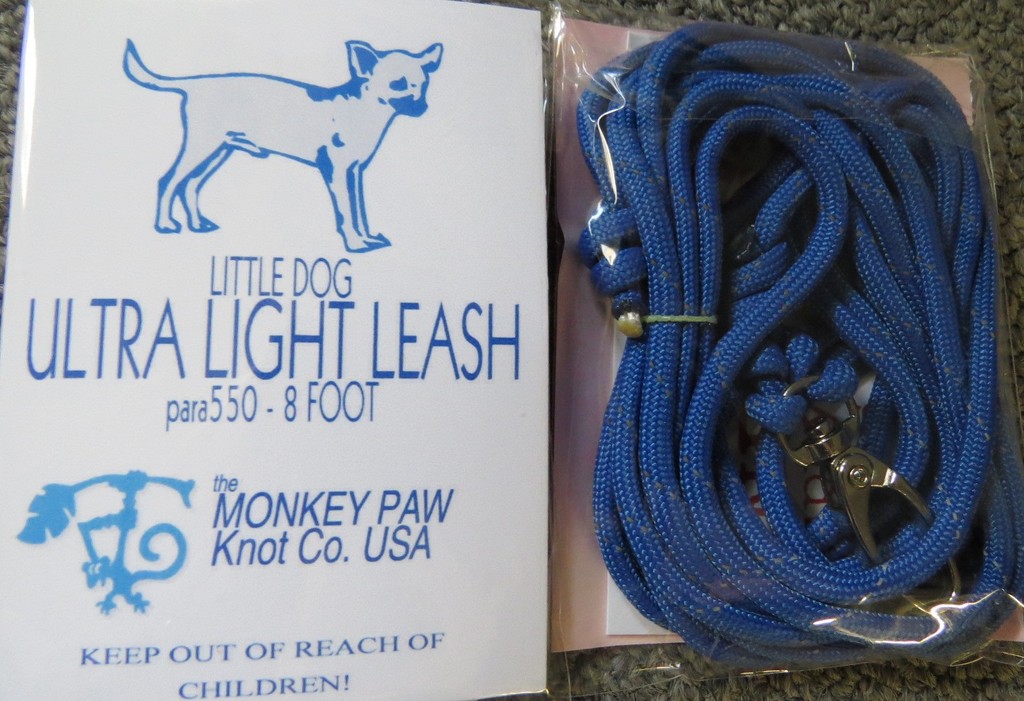 LITTLE DOG
ULTRA LIGHT LEASH
para550 - 8 FOOT
the
MONKEY PAW
Knot Co. USA
KEEP OUT OF REACH OF
CHILDREN!